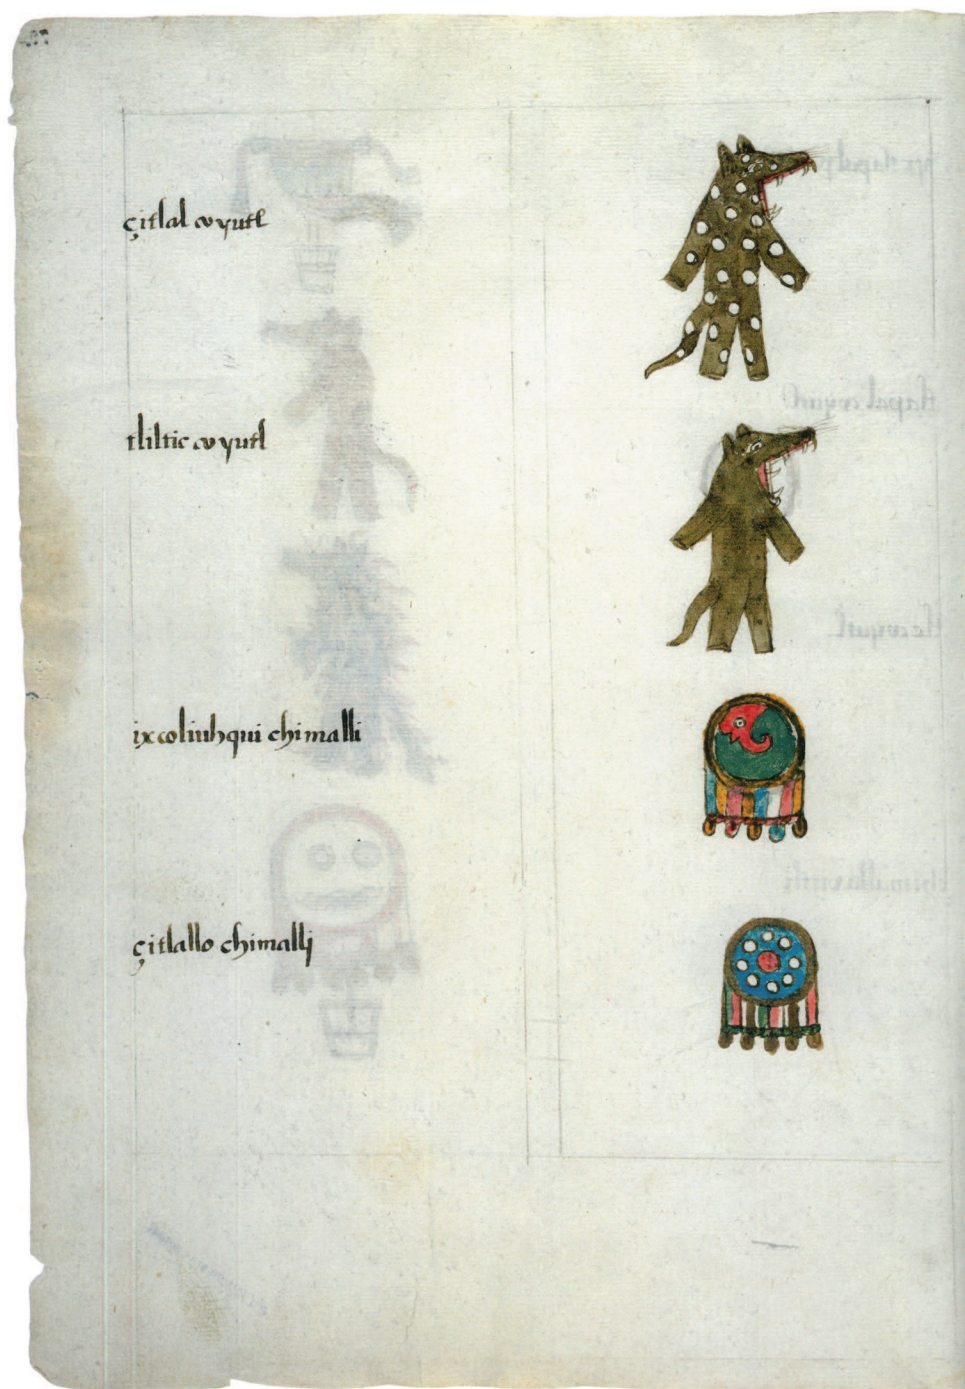 çitlal coyutl
tliltic coyutl
ixcoliuhqui chimalli
çitlallo chimallj